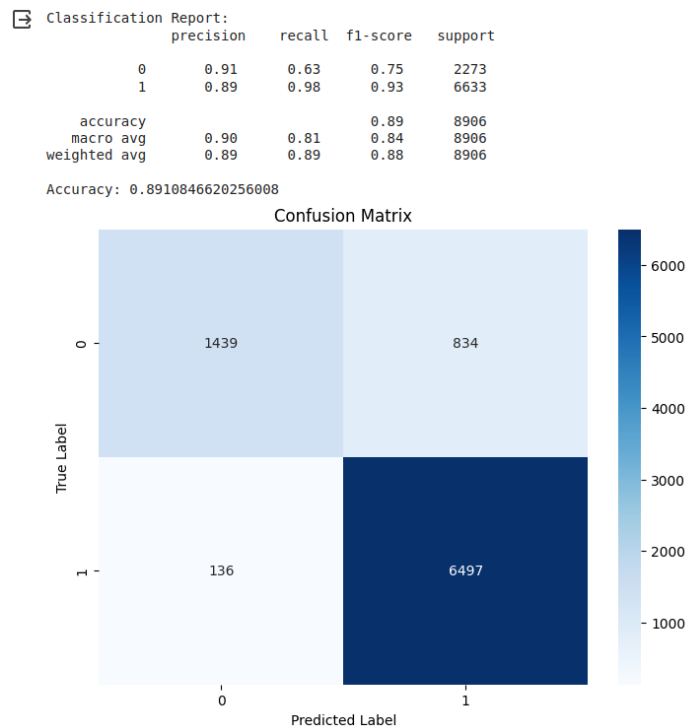 Classification Report:
precision recall f1-score support
0 0.91 0.63 0.75 2273
1 0.89 0.98 0.93 6633
accuracy 0.89 8906
macro avg 0.90 0.81 0.84 8906
weighted avg 0.89 0.89 0.88 8906
Accuracy: 0.8910846620256008
Confusion Matrix
6000
5000
4000
3000
2000
1000
True Label
0
1439 834
1
136 6497
0 1
Predicted Label